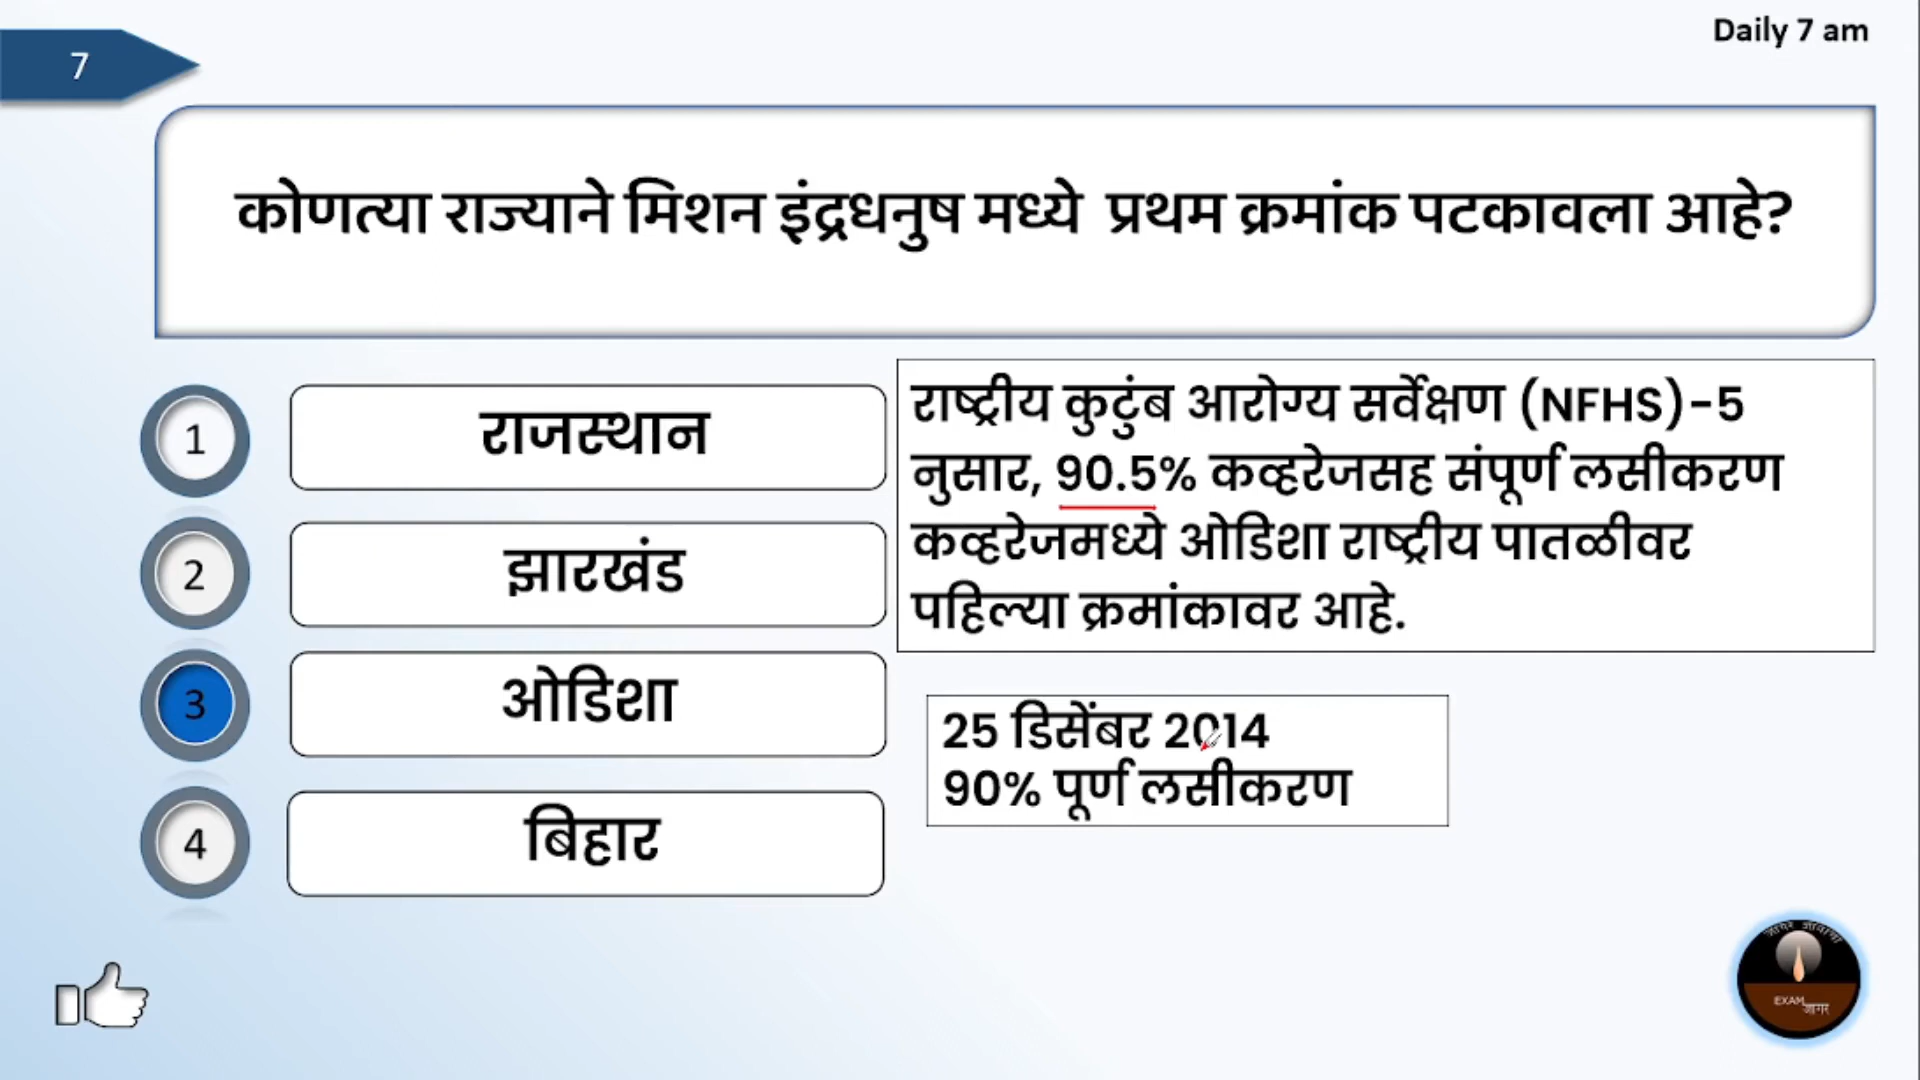 Daily 7 am
7
कोणत्या राज्याने मिशन इंद्रधनुष मध्ये प्रथम क्रमांक पटकावला आहे?
1
राजस्थान
2
झारखंड
3
ओडिशा
4
बिहार
राष्ट्रीय कुटुंब आरोग्य सर्वेक्षण (NFHS)-5
नुसार, 90.5% कव्हरेजसह संपूर्ण लसीकरण
कव्हरेजमध्ये ओडिशा राष्ट्रीय पातळीवर
पहिल्या क्रमांकावर आहे.
25 डिसेंबर 2014
90% पूर्ण लसीकरण
EXAM
जागर